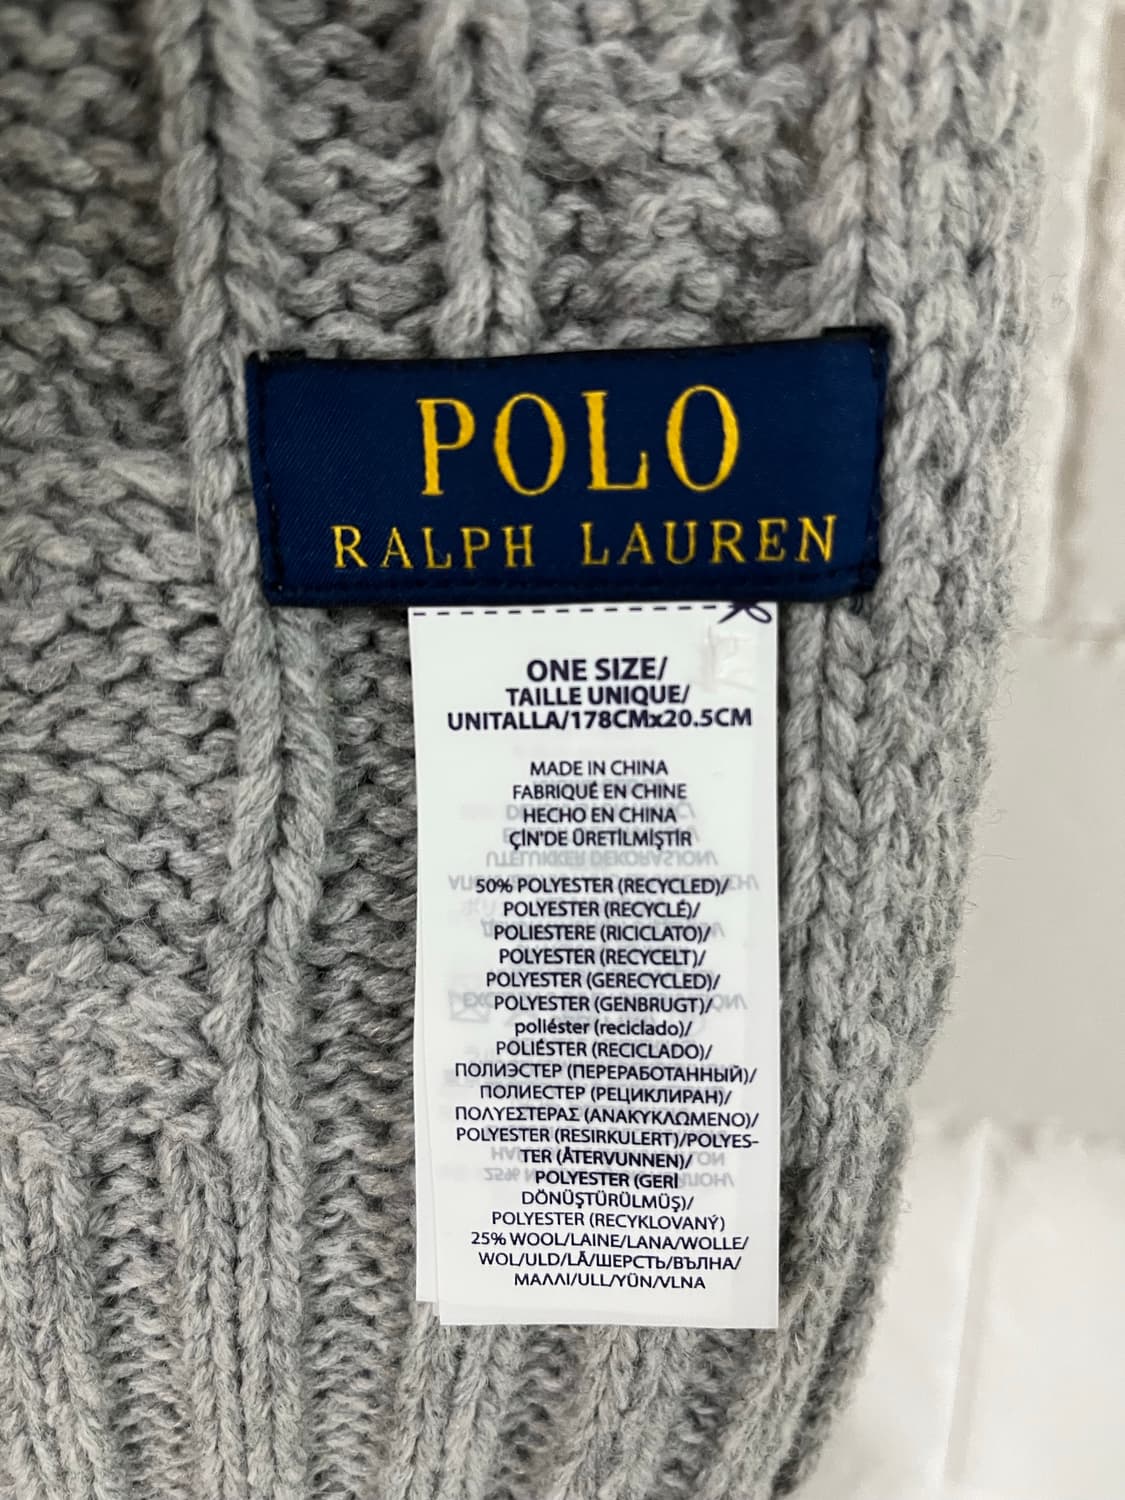 POLO
RALPH LAUREN
ONE SIZE/
TAILLE UNIQUE/
UNITALLA/178CMx20.5CM
MADE IN CHINA
FABRIQUÉ EN CHINE
HECHO EN CHINA
ÇIN'DE ÜRETİLMİŞTİR
50% POLYESTER (RECYCLED)/
POLYESTER (RECYCLÉ)/
POLIESTERE (RICICLATO)/
POLYESTER (RECYCELT)/
POLYESTER (GERECYCLED)/
POLYESTER (GENBRUGT)/
poliéster (reciclado)/
POLIÉSTER (RECICLADO)/
ПОЛИЭСТЕР (ПЕРЕРАБОТАННЫЙ)/
ПОЛИЕСТЕР (РЕЦИКЛИРАН)/
ΠΟΛΥΕΣΤΕΡΑΣ (ΑΝΑΚΥΚΛΩΜΕΝΟ)/
POLYESTER (RESIRKULERT)/POLYES-
TER (ÅTERVUNNEN)/
POLYESTER (GERİ
DÖNÜŞTÜRÜLMÜŞ)/
POLYESTER (RECYKLOVANÝ)
25% WOOL/LAINE/LANA/WOLLE/
WOL/ULD/LÃ/ШЕРСТЬ/ВЪЛНА/
ΜΑΛΛΙ/ULL/YÜN/VLNA